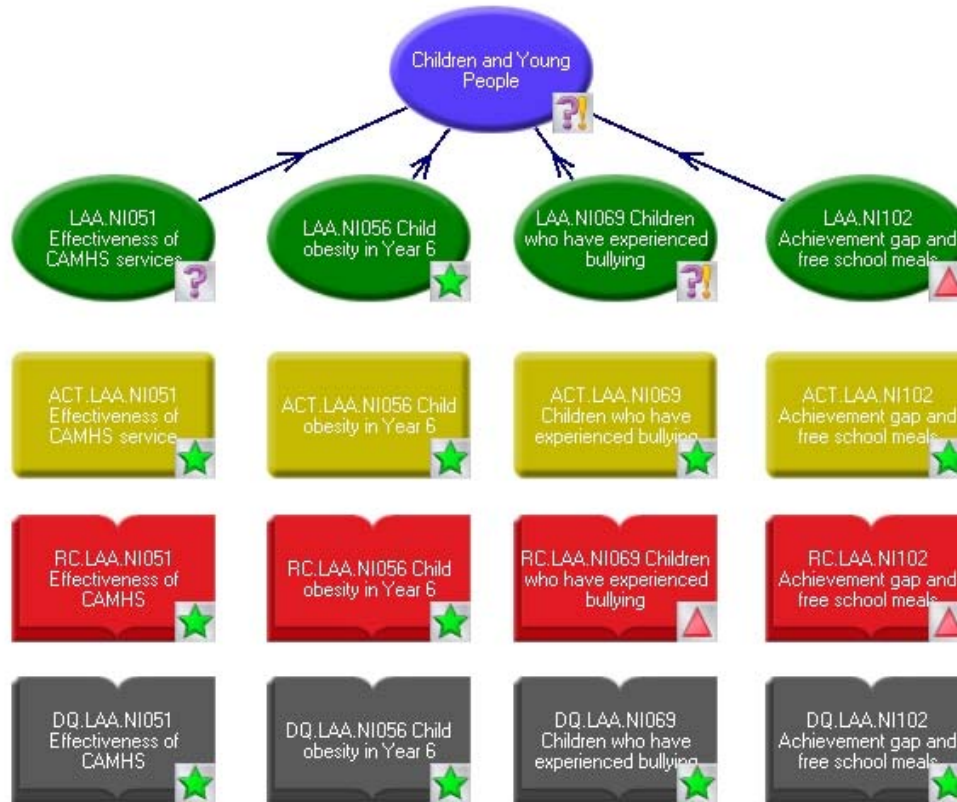 Children and Young
People
LAA.NI051
Effectiveness of
CAMHS services
LAA.NI056 Child
obesity in Year 6
LAA.NI069 Children
who have experienced
bullying
LAA.NI102
Achievement gap and
free school meals
ACT.LAA.NI051
Effectiveness of
CAMHS service
ACT.LAA.NI056 Child
obesity in Year 6
ACT.LAA.NI069
Children who have
experienced bullying
ACT.LAA.NI102
Achievement gap and
free school meals
RC.LAA.NI051
Effectiveness of
CAMHS
RC.LAA.NI056 Child
obesity in Year 6
RC.LAA.NI069 Children
who have experienced
bullying
RC.LAA.NI102
Achievement gap and
free school meals
DQ.LAA.NI051
Effectiveness of
CAMHS
DQ.LAA.NI056 Child
obesity in Year 6
DQ.LAA.NI069
Children who have
experienced bullying
DQ.LAA.NI102
Achievement gap and
free school meals